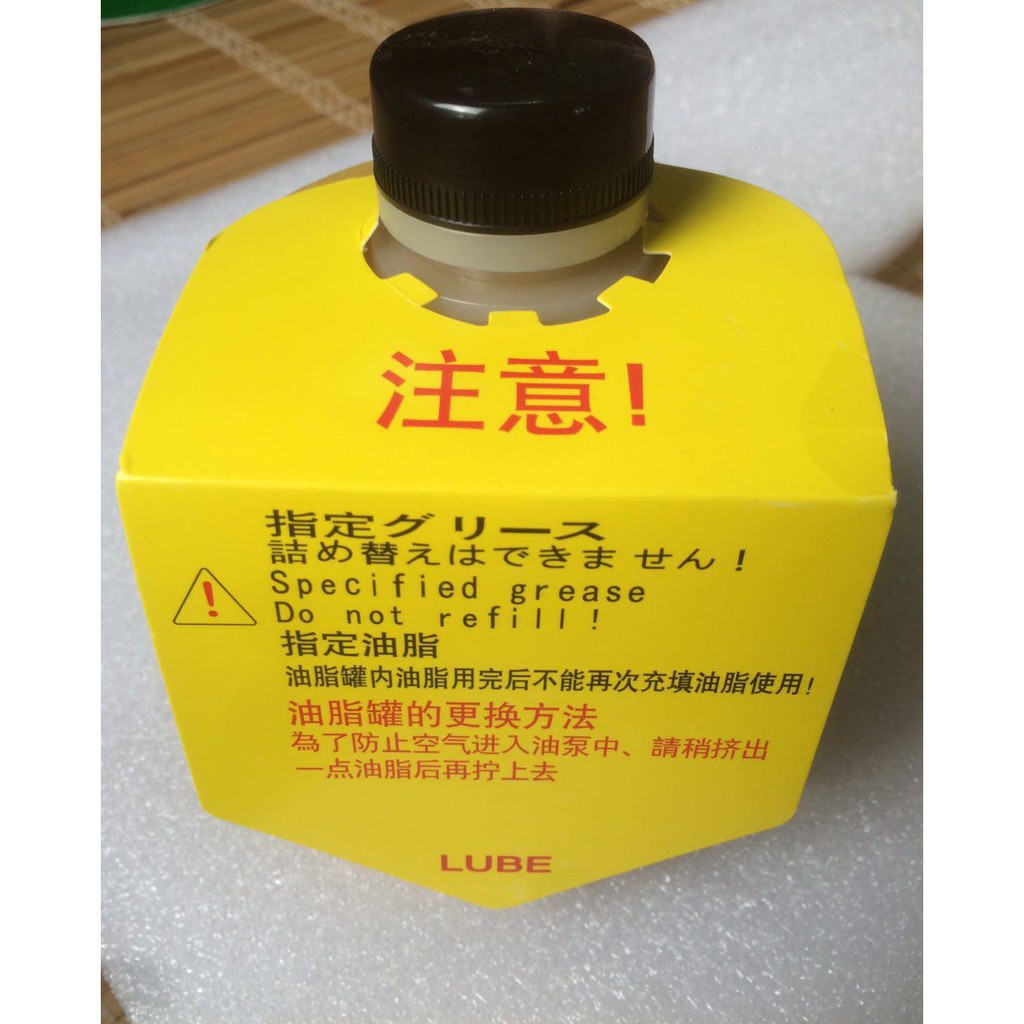 注意!
指定グリース
詰め替えはできません!
!
Specified grease
Do not refill!
指定油脂
油脂罐内油脂用完后不能再次充填油脂使用!
油脂罐的更换方法
為了防止空气进入油泵中、請稍挤出
一点油脂后再拧上去
LUBE